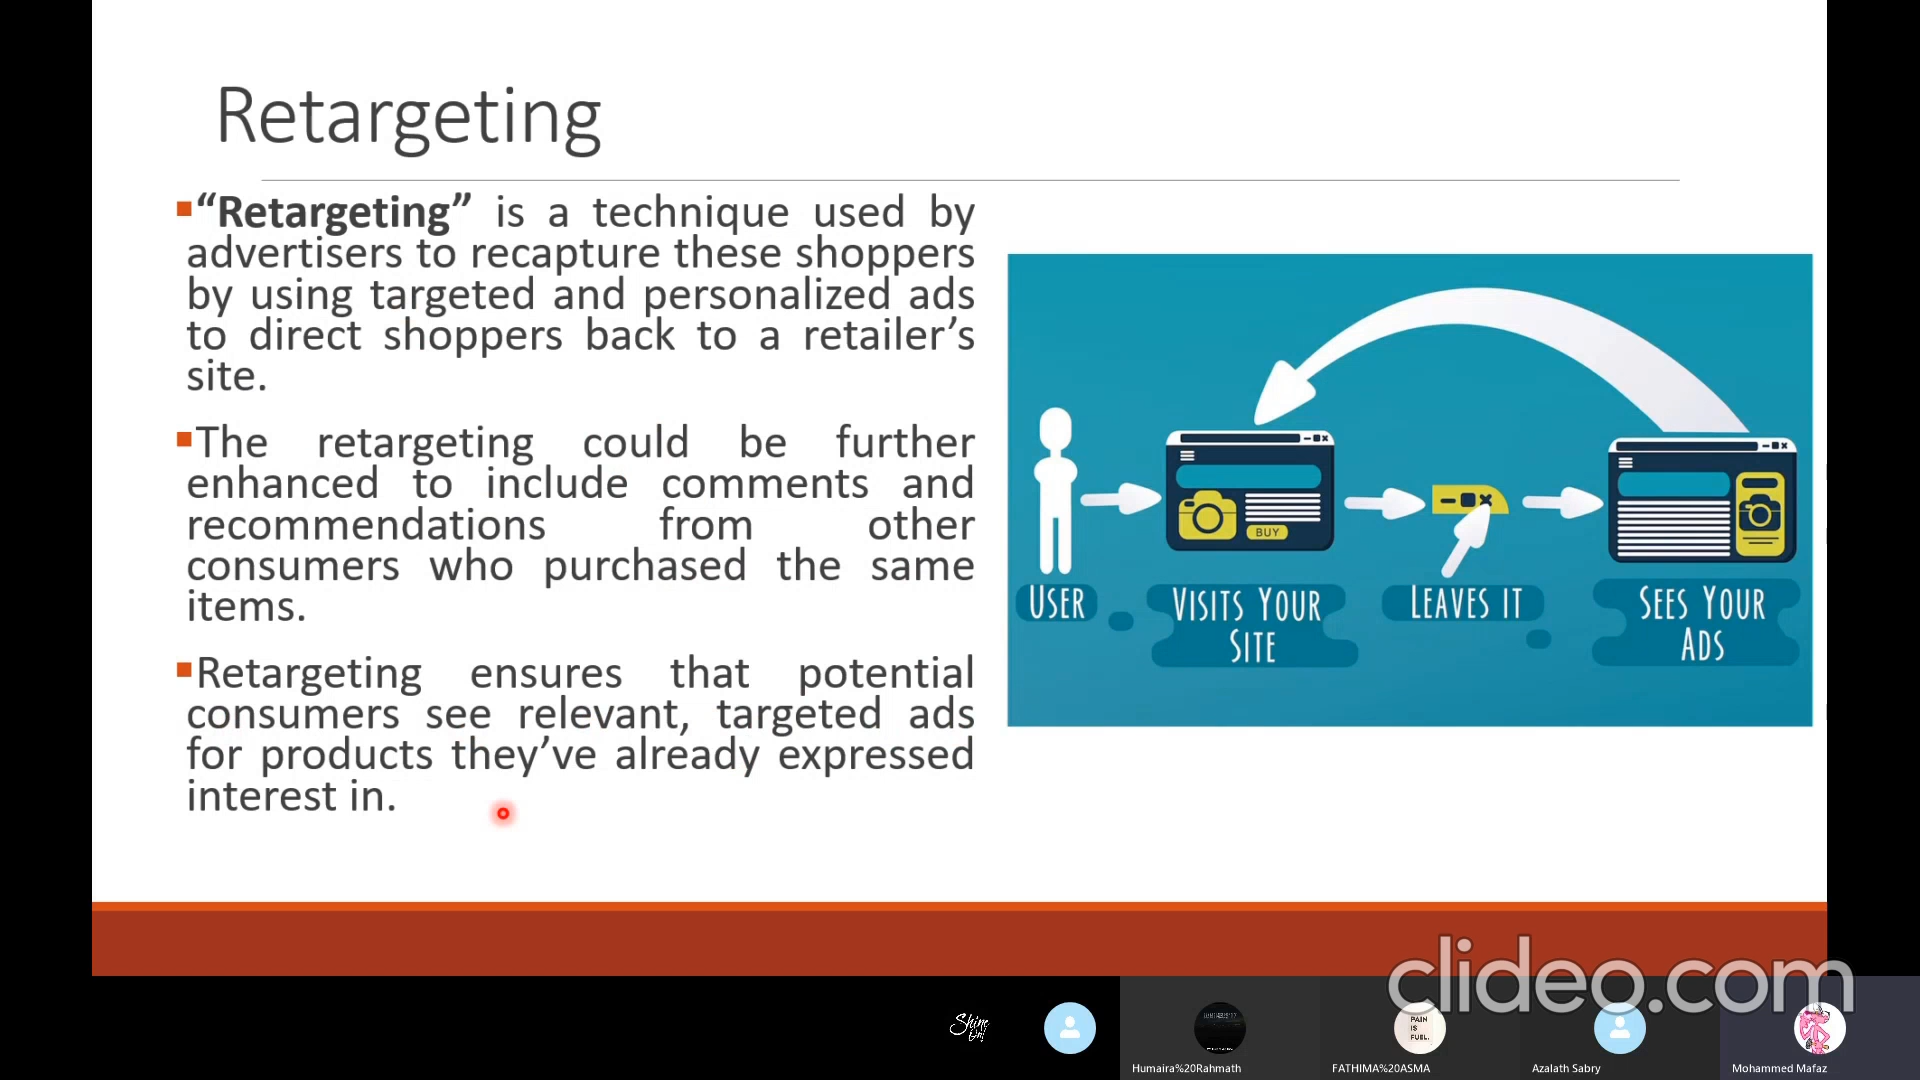 Retargeting
▪“Retargeting” is a technique used by
advertisers to recapture these shoppers
by using targeted and personalized ads
to direct shoppers back to a retailer’s
site.
▪The retargeting could be further
enhanced to include comments and
recommendations from other
consumers who purchased the same
items.
▪Retargeting ensures that potential
consumers see relevant, targeted ads
for products they’ve already expressed
interest in.
BUY
USER
VISITS YOUR
SITE
LEAVES IT
SEES YOUR
ADS
clideo.com
Shine
On!
PAIN
IS
FUEL.
Humaira%20Rahmath
FATHIMA%20ASMA
Azalath Sabry
Mohammed Mafaz